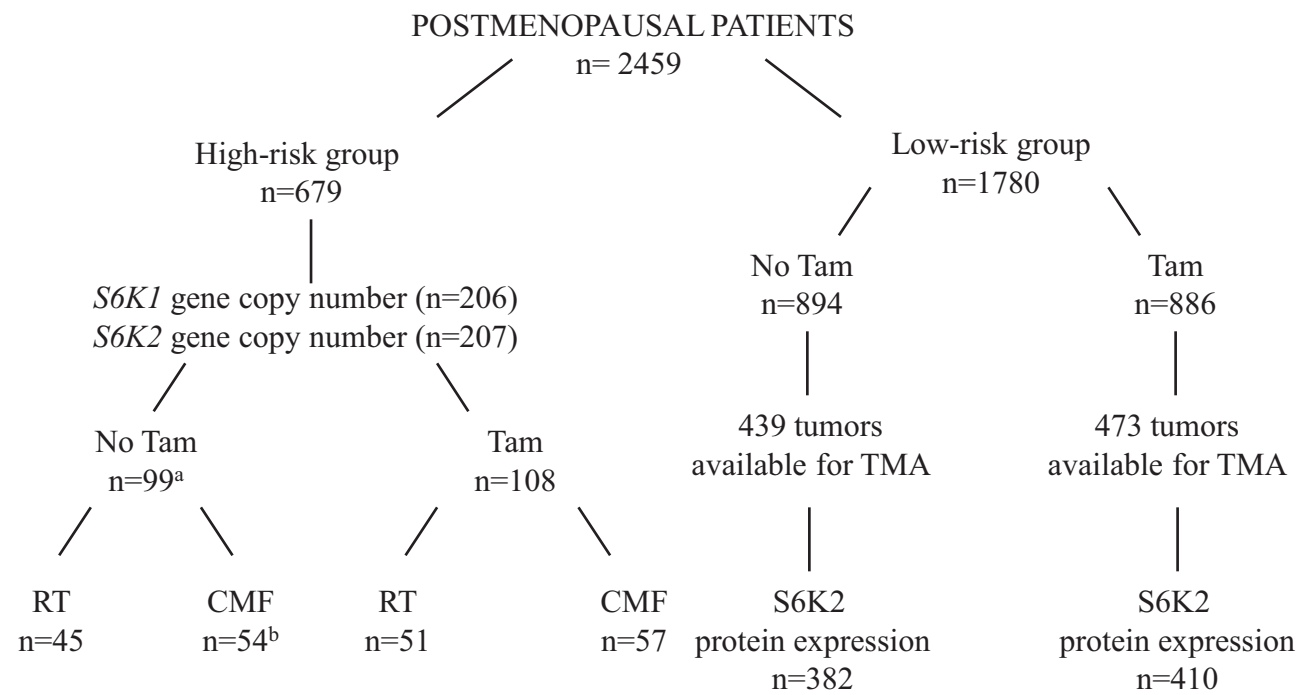 POSTMENOPAUSAL PATIENTS
n= 2459
High-risk group
n=679
Low-risk group
n=1780
S6K1 gene copy number (n=206)
S6K2 gene copy number (n=207)
No Tam
n=894
Tam
n=886
No Tam
n=99a
Tam
n=108
439 tumors
available for TMA
473 tumors
available for TMA
RT
n=45
CMF
n=54b
RT
n=51
CMF
n=57
S6K2
protein expression
n=382
S6K2
protein expression
n=410